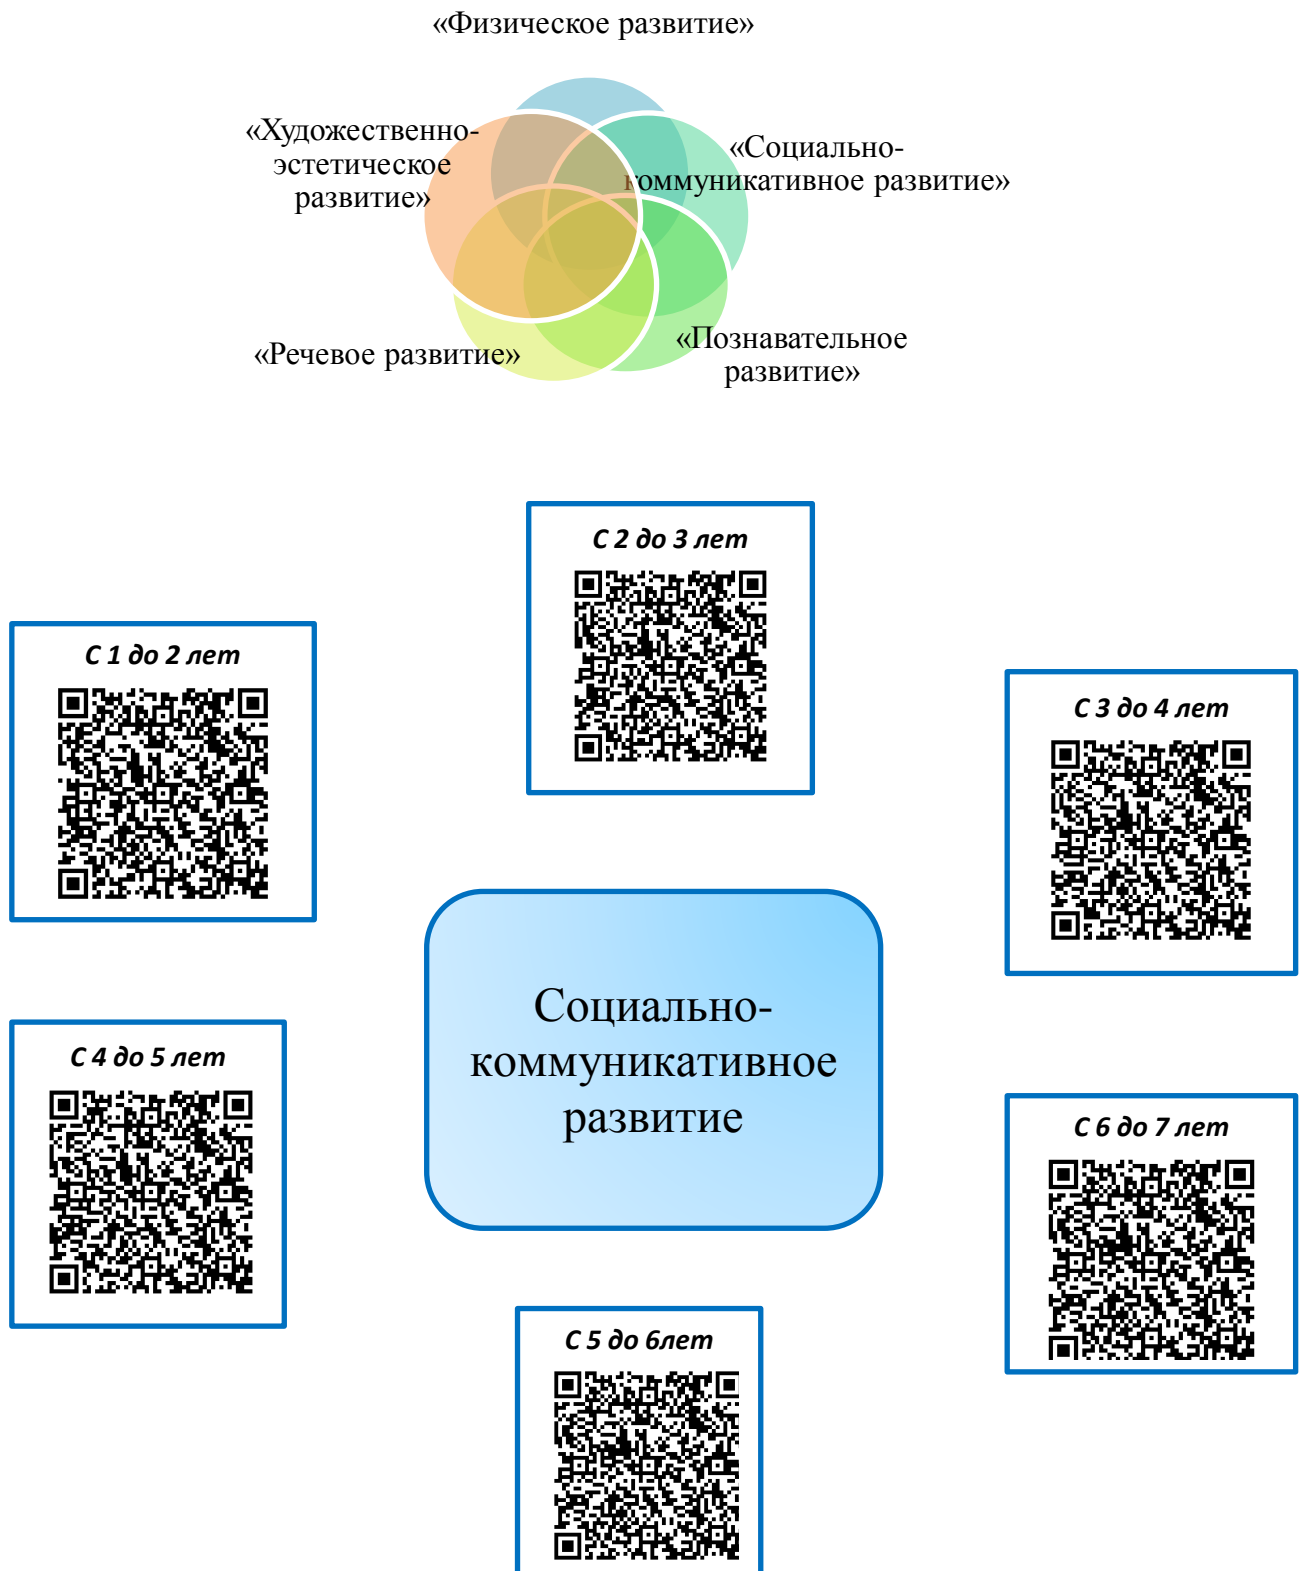 «Физическое развитие»
«Художественно-
эстетическое
развитие»
«Социально-
коммуникативное развитие»
«Речевое развитие»
«Познавательное
развитие»
С 2 до 3 лет
С 1 до 2 лет
С 3 до 4 лет
Социально-
коммуникативное
развитие
С 4 до 5 лет
С 6 до 7 лет
С 5 до 6лет